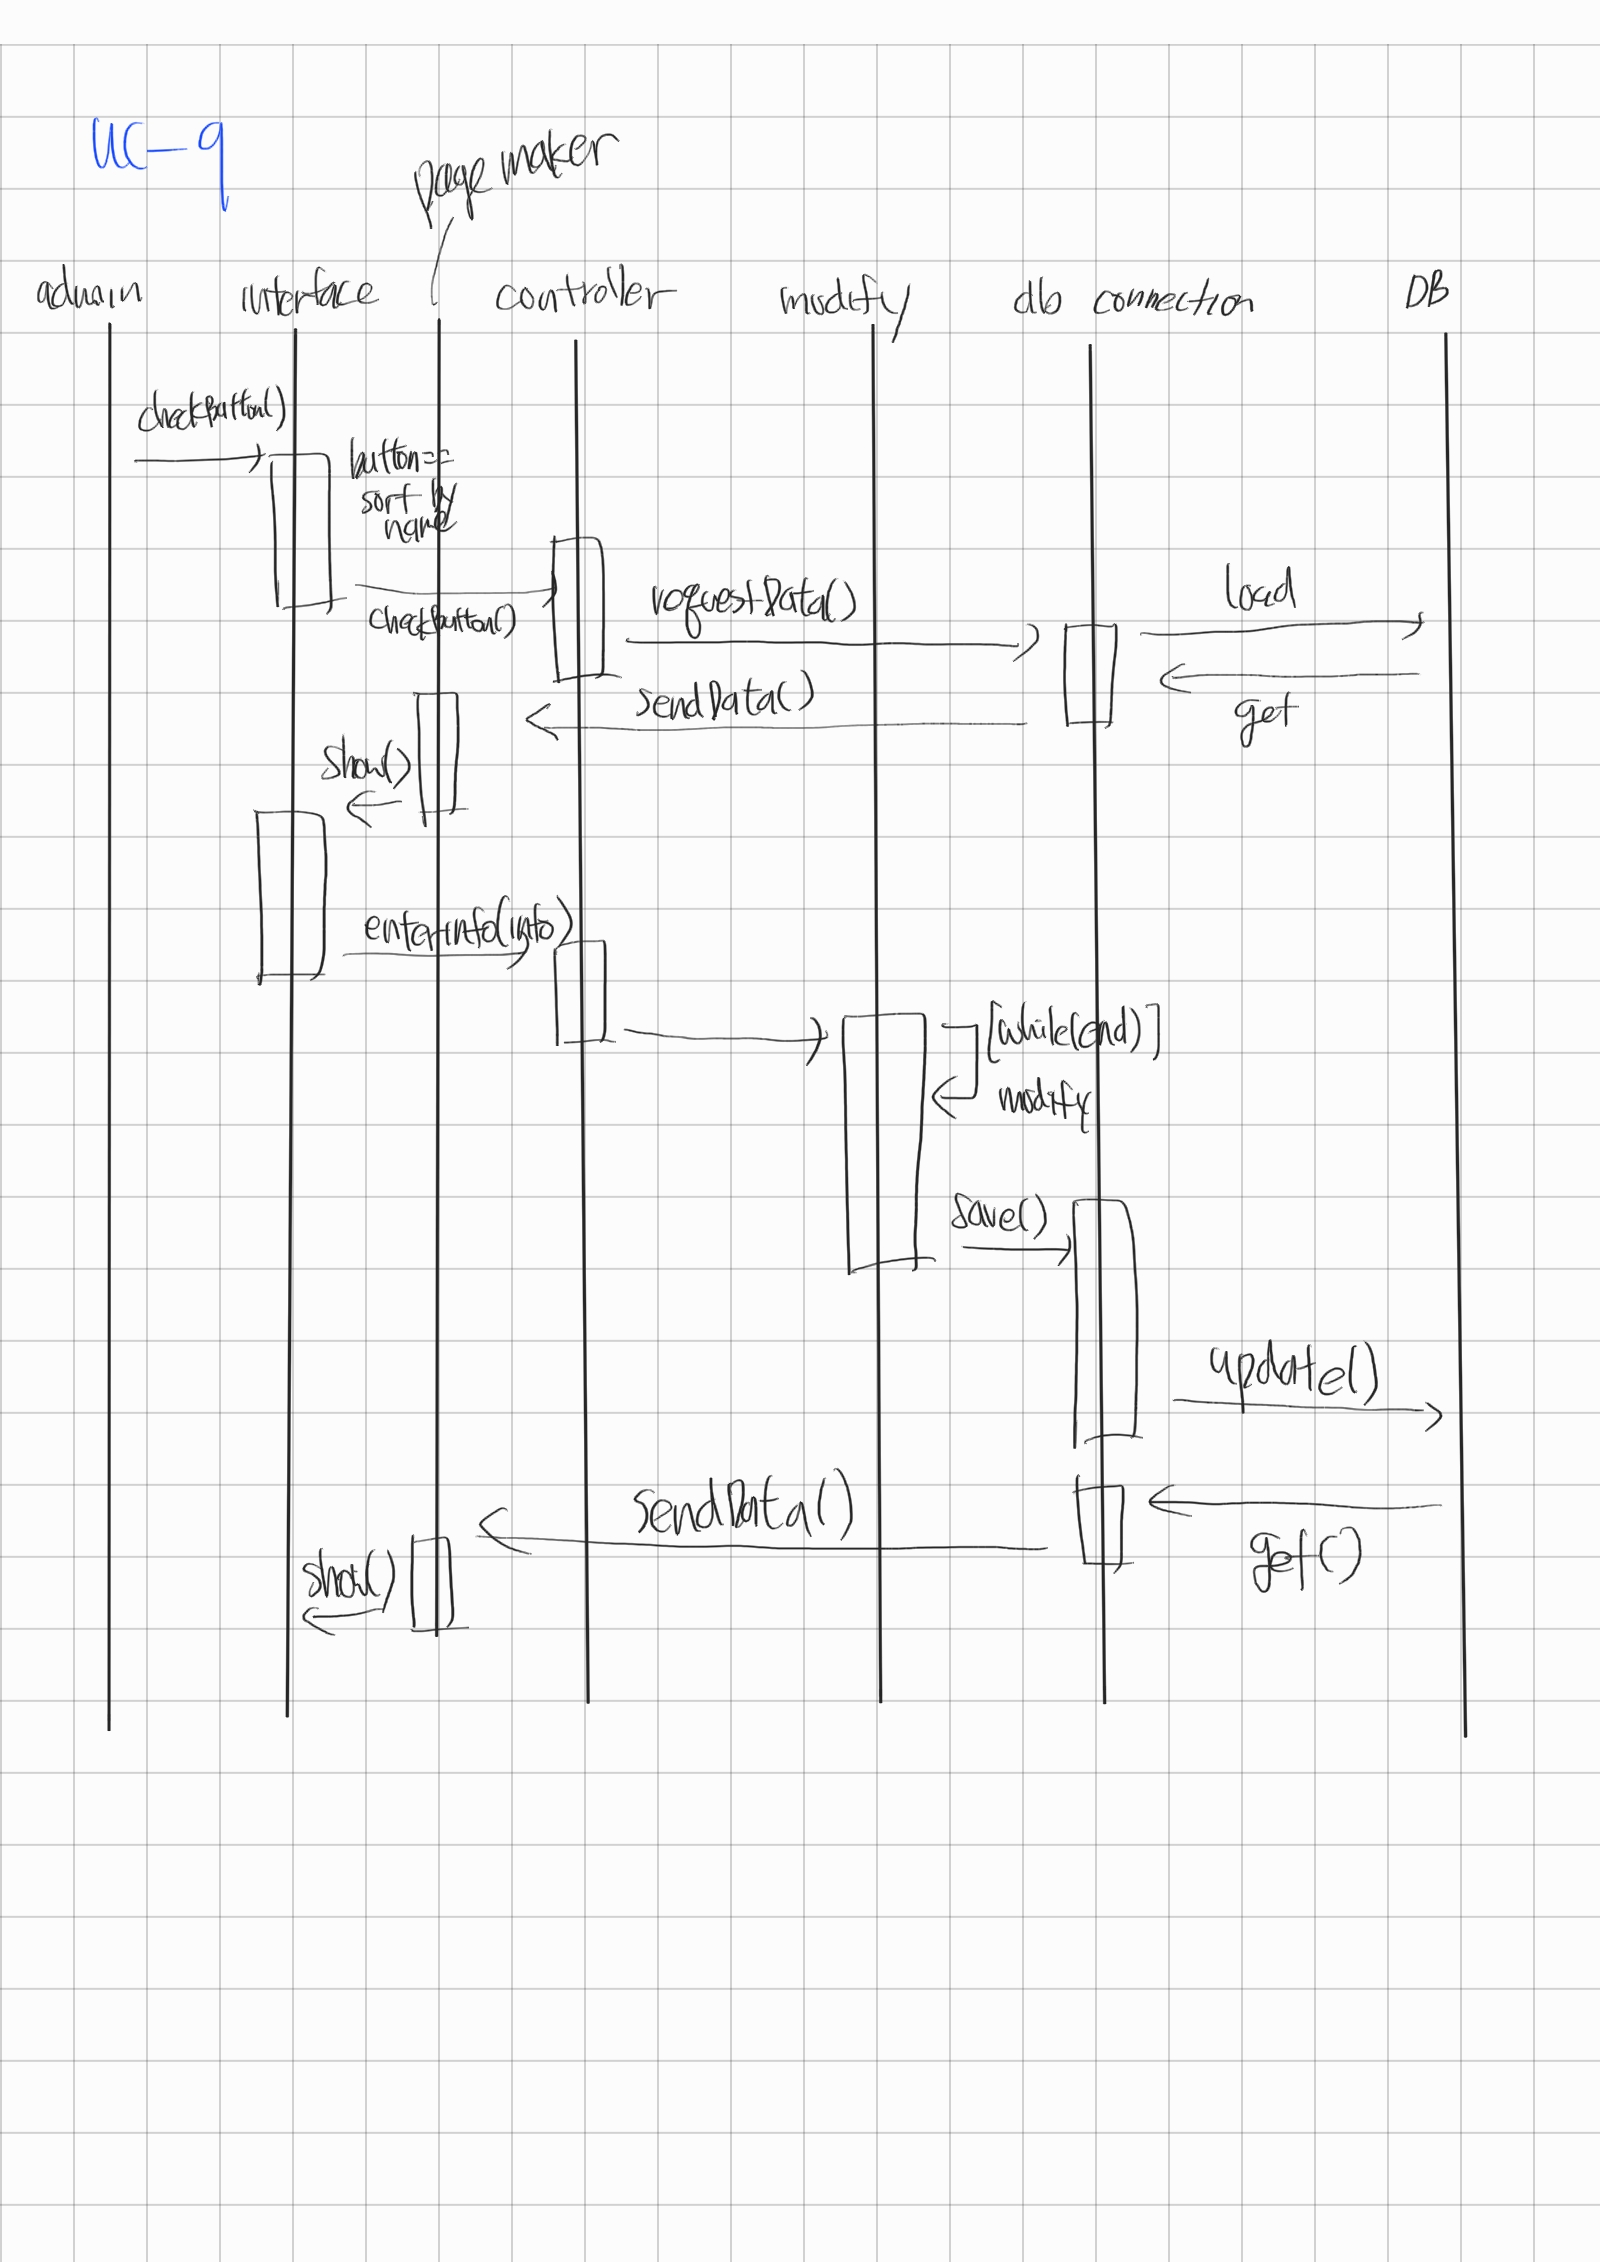 UC-9
page maker
admin interface controller modify db connection DB
checkButton()
button==
sort by
name
checkbutton()
requestData()
load
get
sendData()
show()
enterinfo(info)
[while(end)]
modify
save()
update()
sendData()
get()
show()